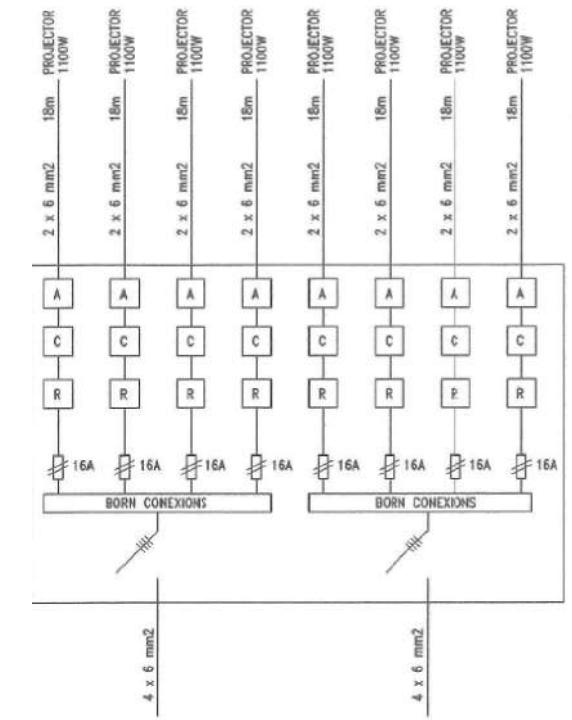 PROJECTOR
1100W
PROJECTOR
1100W
PROJECTOR
1100W
PROJECTOR
1100W
PROJECTOR
1100W
PROJECTOR
1100W
PROJECTOR
1100W
PROJECTOR
1100W
18m
18m
18m
18m
18m
18m
18m
18m
2 x 6 mm2
2 x 6 mm2
2 x 6 mm2
2 x 6 mm2
2 x 6 mm2
2 x 6 mm2
2 x 6 mm2
2 x 6 mm2
A A A A A A A A
C C C C C C C C
R R R R R R R R
16A 16A 16A 16A 16A 16A 16A 16A
BORN CONEXIONS BORN CONEXIONS
4 x 6 mm2
4 x 6 mm2